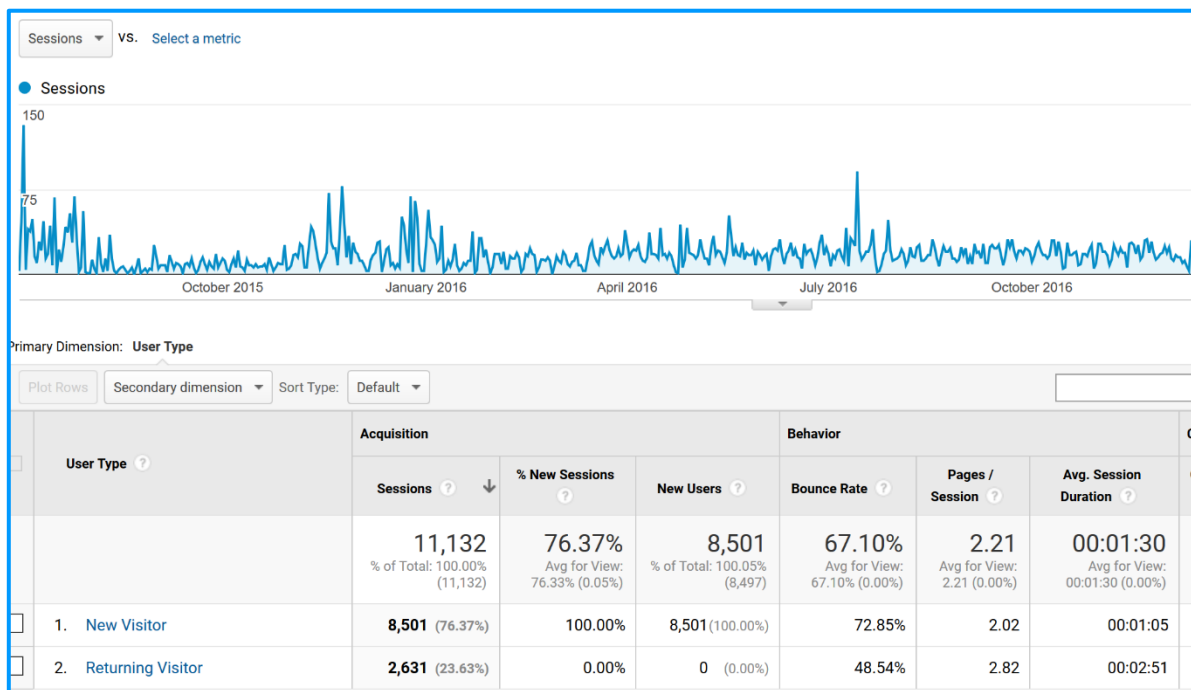 Sessions VS. Select a metric
Sessions
150
75
October 2015 January 2016 April 2016 July 2016 October 2016
Primary Dimension: User Type
Plot Rows Secondary dimension Sort Type: Default
Acquisition Behavior
User Type ?
Sessions ? % New Sessions ? New Users ? Bounce Rate ? Pages / Session ? Avg. Session Duration ?
11,132 76.37% 8,501 67.10% 2.21 00:01:30
% of Total: 100.00% (11,132) Avg for View: 76.33% (0.05%) % of Total: 100.05% (8,497) Avg for View: 67.10% (0.00%) Avg for View: 2.21 (0.00%) Avg for View: 00:01:30 (0.00%)
1. New Visitor 8,501 (76.37%) 100.00% 8,501 (100.00%) 72.85% 2.02 00:01:05
2. Returning Visitor 2,631 (23.63%) 0.00% 0 (0.00%) 48.54% 2.82 00:02:51